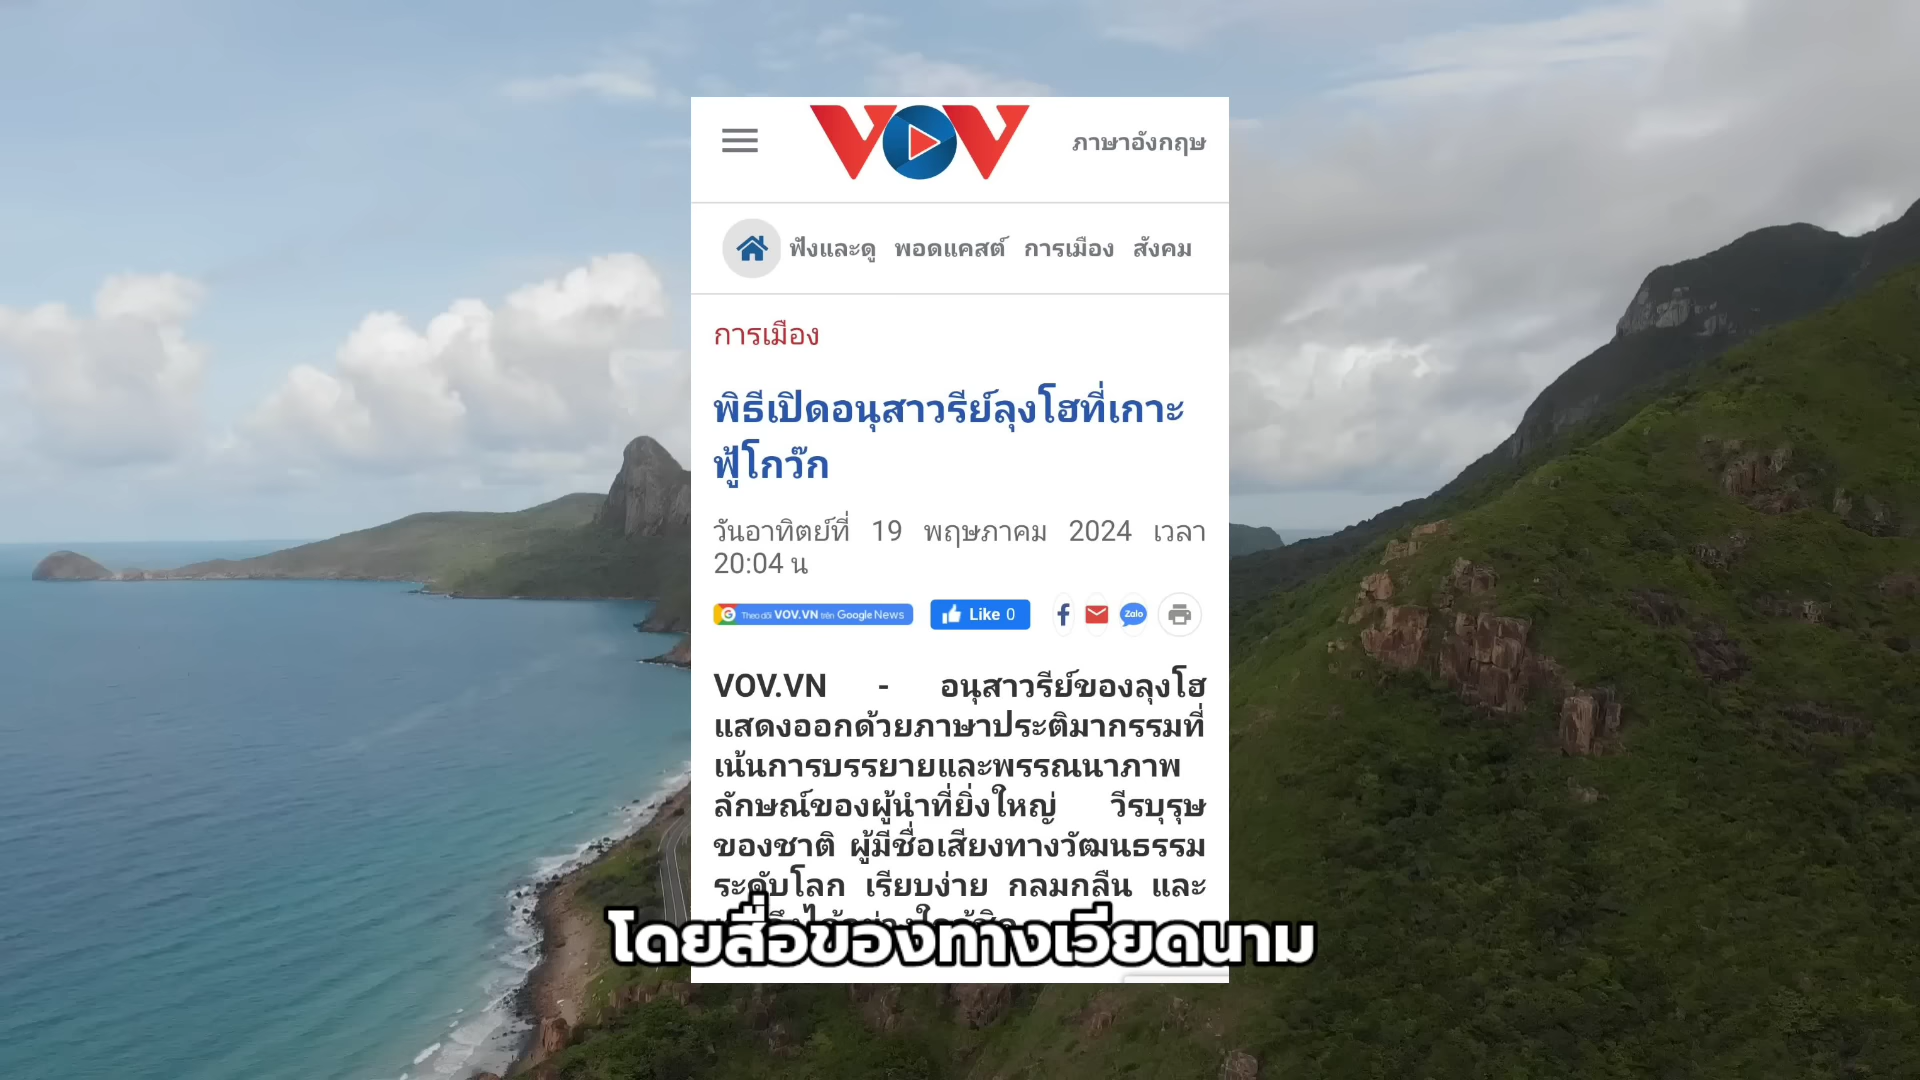 VOV
ภาษาอังกฤษ
ฟังและดู พอดแคสต์ การเมือง สังคม
การเมือง
พิธีเปิดอนุสาวรีย์ลุงโฮที่เกาะ
ฟู้โกว๊ก
วันอาทิตย์ที่ 19 พฤษภาคม 2024 เวลา
20:04 น
Theo dõi VOV.VN trên Google News
Like 0
Zalo
VOV.VN - อนุสาวรีย์ของลุงโฮ
แสดงออกด้วยภาษาประติมากรรมที่
เน้นการบรรยายและพรรณนาภาพ
ลักษณ์ของผู้นำที่ยิ่งใหญ่ วีรบุรุษ
ของชาติ ผู้มีชื่อเสียงทางวัฒนธรรม
ระดับโลก เรียบง่าย กลมกลืน และ
โดยสื่อของทางเวียดนาม